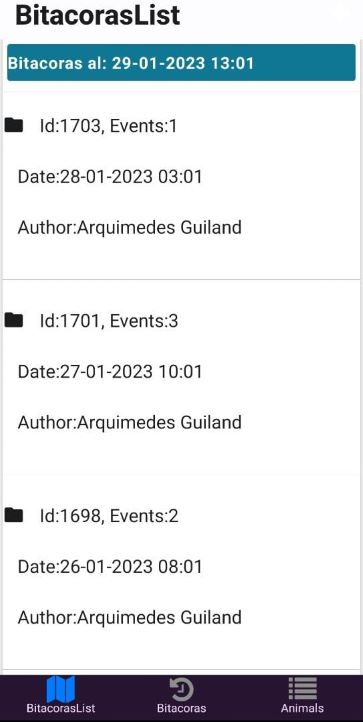 BitacorasList
Bitacoras al: 29-01-2023 13:01
Id:1703, Events:1
Date:28-01-2023 03:01
Author:Arquimedes Guiland
Id:1701, Events:3
Date:27-01-2023 10:01
Author:Arquimedes Guiland
Id:1698, Events:2
Date:26-01-2023 08:01
Author:Arquimedes Guiland
BitacorasList Bitacoras Animals